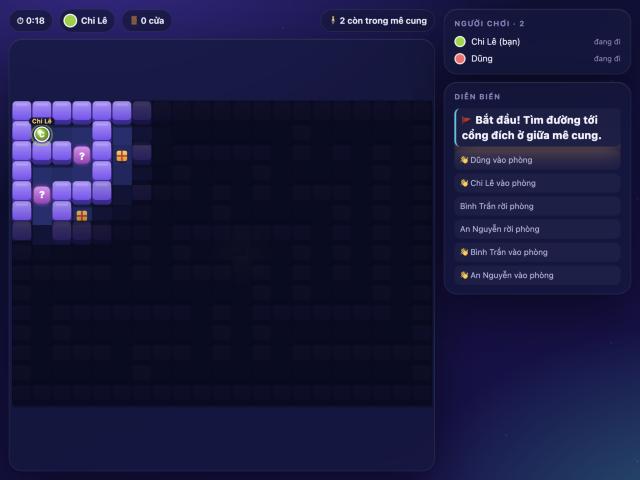 0:18
Chi Lê
0 cửa
2 còn trong mê cung
NGƯỜI CHƠI · 2
Chi Lê (bạn) đang đi
Dũng đang đi
DIỄN BIẾN
Bắt đầu! Tìm đường tới
cổng đích ở giữa mê cung.
Dũng vào phòng
Chi Lê vào phòng
Bình Trần rời phòng
An Nguyễn rời phòng
Bình Trần vào phòng
An Nguyễn vào phòng
Chi Lê
C
?
?